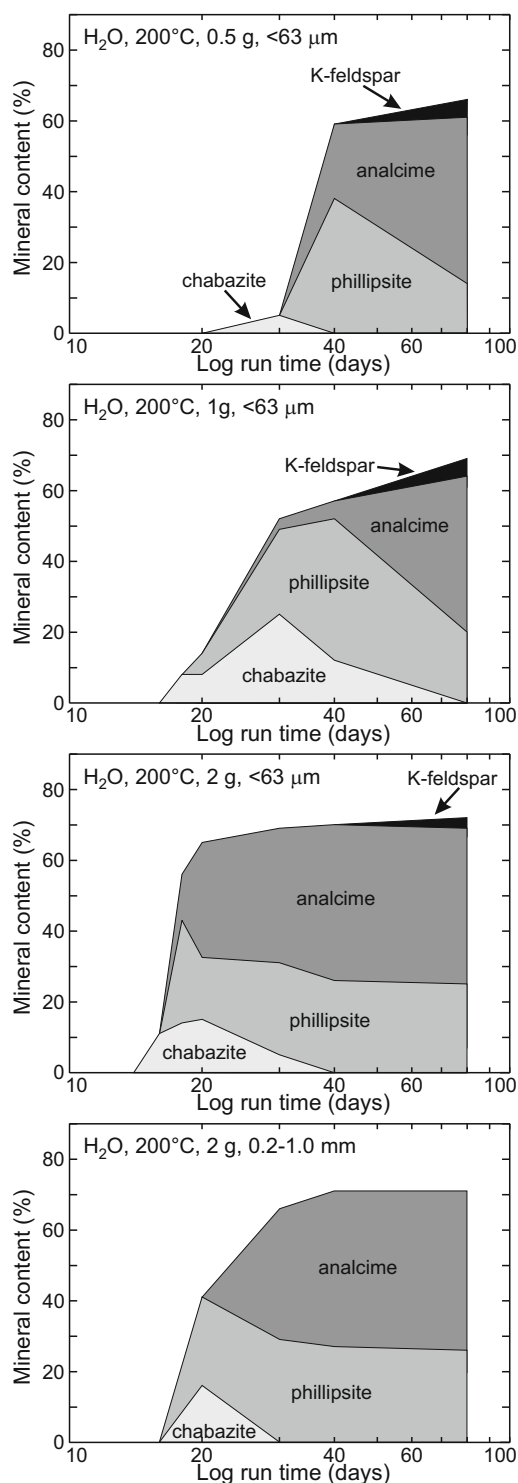 H₂O, 200°C, 0.5 g, <63 μm
80
60
40
20
0
Mineral content (%)
K-feldspar
analcime
phillipsite
chabazite
10 20 40 60 100
Log run time (days)
H₂O, 200°C, 1g, <63 μm
80
60
40
20
0
Mineral content (%)
K-feldspar
analcime
phillipsite
chabazite
10 20 40 60 100
Log run time (days)
H₂O, 200°C, 2 g, <63 μm
80
60
40
20
0
Mineral content (%)
K-feldspar
analcime
phillipsite
chabazite
10 20 40 60 100
Log run time (days)
H₂O, 200°C, 2 g, 0.2-1.0 mm
80
60
40
20
0
Mineral content (%)
analcime
phillipsite
chabazite
10 20 40 60 100
Log run time (days)